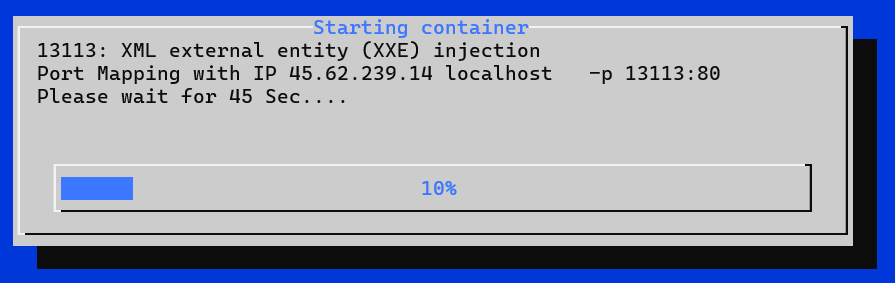 Starting container
13113: XML external entity (XXE) injection
Port Mapping with IP 45.62.239.14 localhost   -p 13113:80
Please wait for 45 Sec....
10%